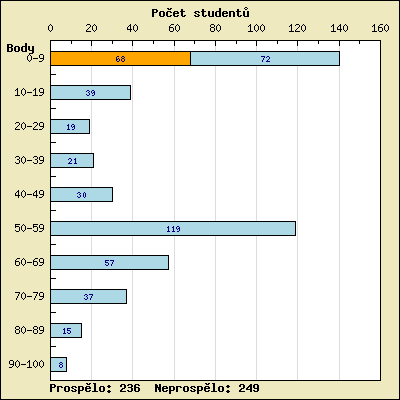 Počet studentů
0 20 40 60 80 100 120 140 160
Body
0-9 68 72
10-19 39
20-29 19
30-39 21
40-49 30
50-59 119
60-69 57
70-79 37
80-89 15
90-100 8
Prospělo: 236 Neprospělo: 249